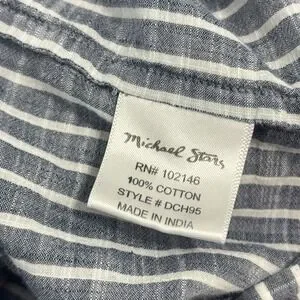 Michael Stars
RN# 102146
100% COTTON
STYLE # DCH95
MADE IN INDIA